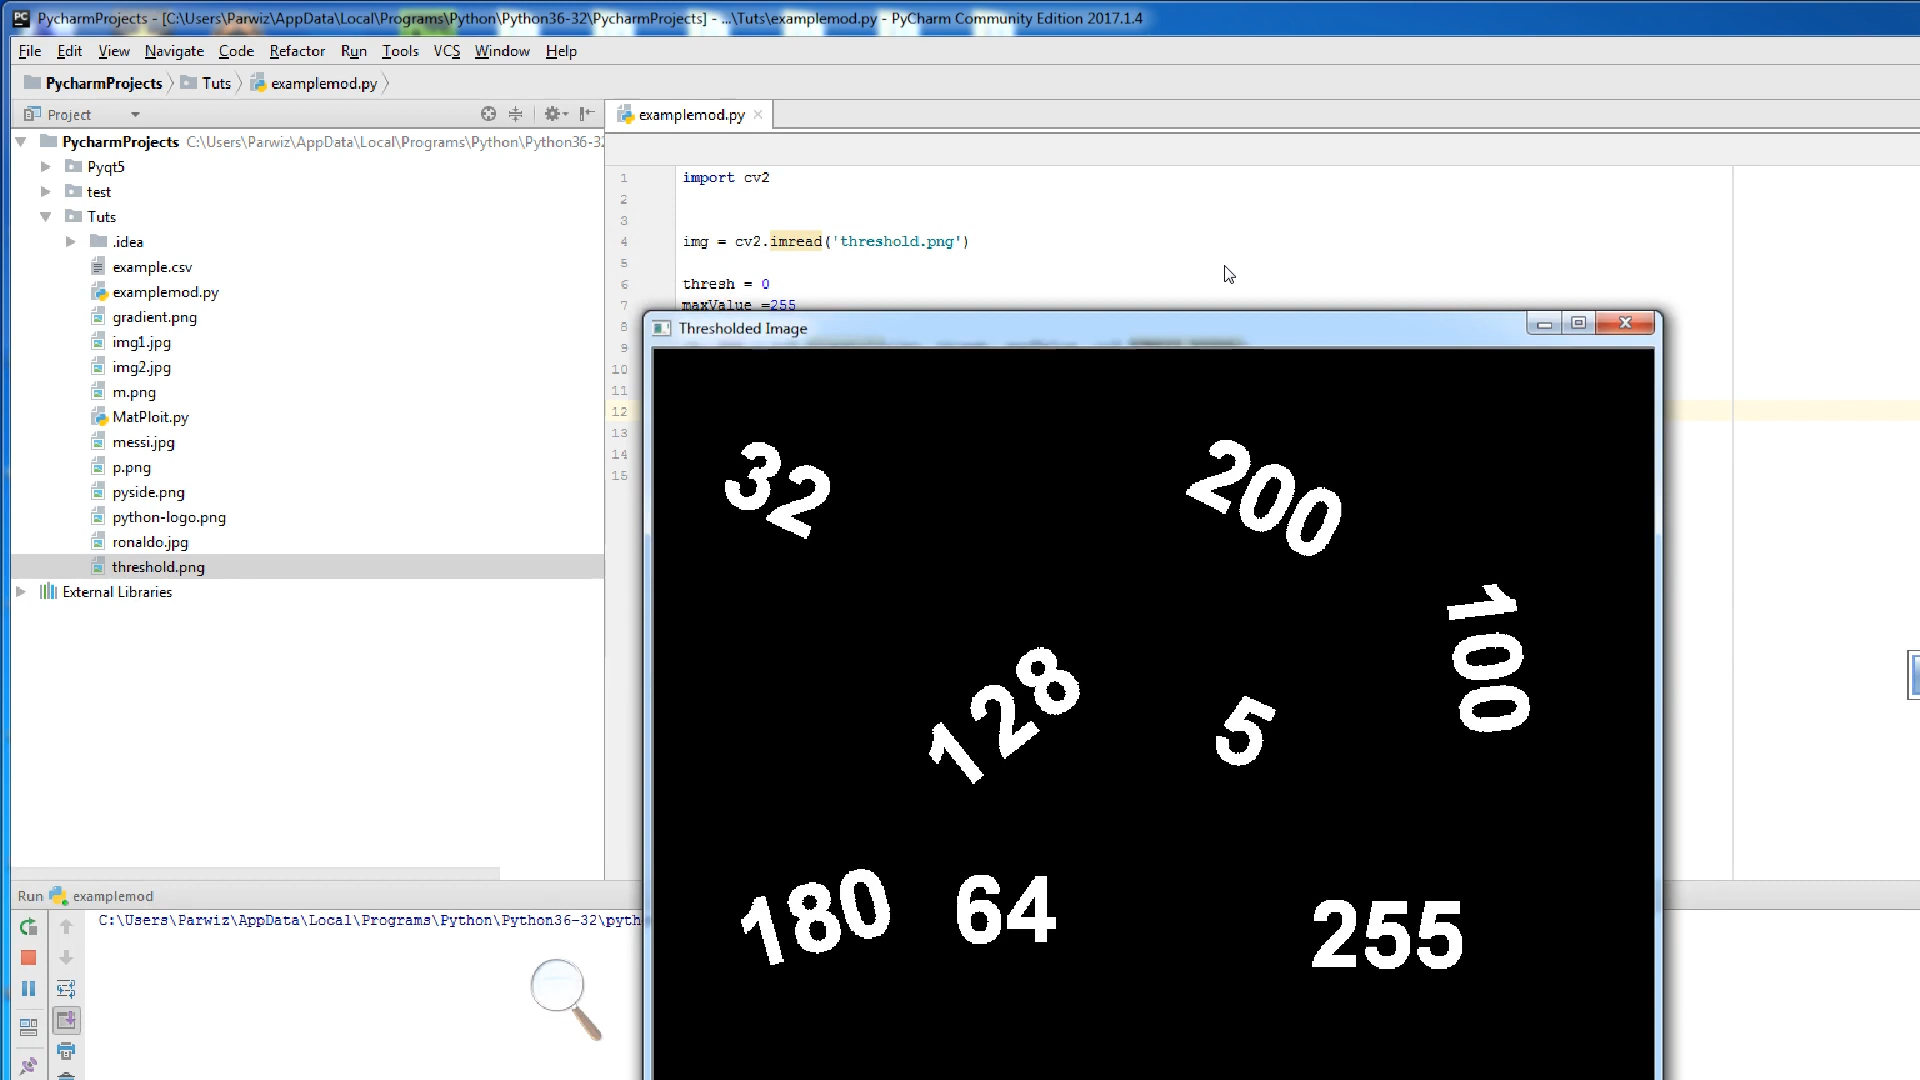 PycharmProjects - [C:\Users\Parwiz\AppData\Local\Programs\Python\Python36-32\PycharmProjects] - ...\Tuts\examplemod.py - PyCharm Community Edition 2017.1.4
File Edit View Navigate Code Refactor Run Tools VCS Window Help
PycharmProjects Tuts examplemod.py
Project
examplemod.py
PycharmProjects C:\Users\Parwiz\AppData\Local\Programs\Python\Python36-32
Pyqt5
test
Tuts
.idea
example.csv
examplemod.py
gradient.png
img1.jpg
img2.jpg
m.png
MatPloit.py
messi.jpg
p.png
pyside.png
python-logo.png
ronaldo.jpg
threshold.png
External Libraries
1 import cv2
2
3
4 img = cv2.imread('threshold.png')
5
6 thresh = 0
7 maxValue =255
8
9
10
11
12
13
14
15
Thresholded Image
32
200
100
128
5
180
64
255
Run examplemod
C:\Users\Parwiz\AppData\Local\Programs\Python\Python36-32\pyth